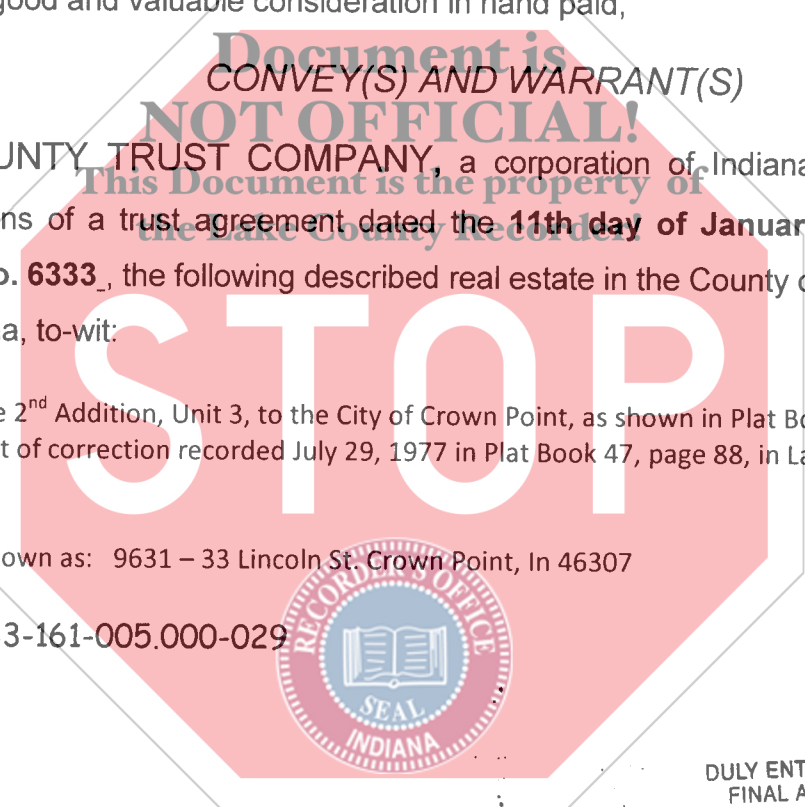 good and valuable consideration in hand paid,
Document is
CONVEY(S) AND WARRANT(S)
NOT OFFICIAL!
UNTY TRUST COMPANY, a corporation of Indiana
This Document is the property of
ns of a trust agreement dated the 11th day of Januar
the Lake County Recorder!
o. 6333 , the following described real estate in the County o
a, to-wit:
STOP
e 2nd Addition, Unit 3, to the City of Crown Point, as shown in Plat Bo
t of correction recorded July 29, 1977 in Plat Book 47, page 88, in La
own as: 9631 – 33 Lincoln St. Crown Point, In 46307
3-161-005.000-029
RECORDER'S OFFICE
SEAL
INDIANA
DULY ENT
FINAL A